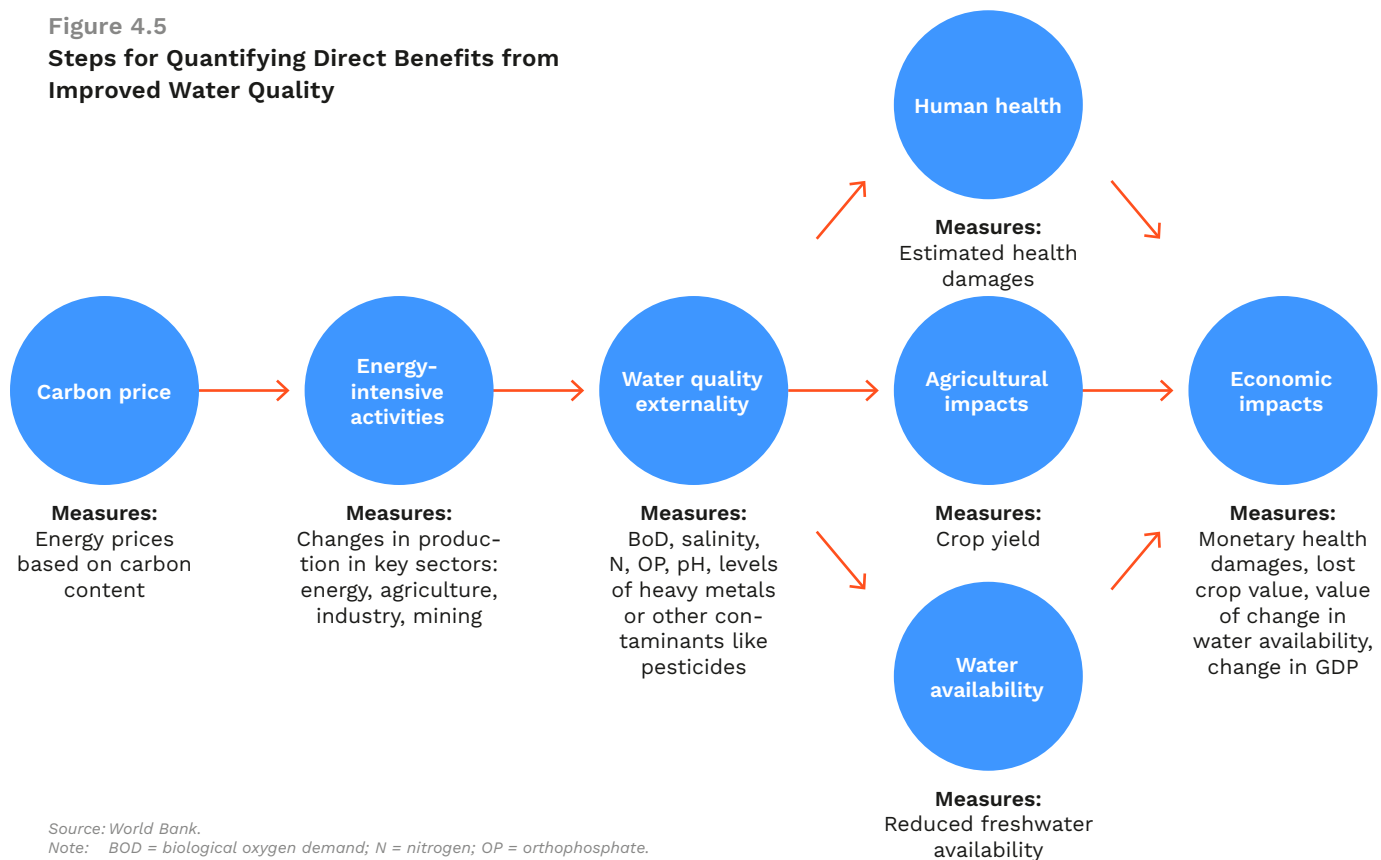 Figure 4.5
Steps for Quantifying Direct Benefits from
Improved Water Quality
Human health
Measures:
Estimated health
damages
Carbon price
Measures:
Energy prices
based on carbon
content
Energy-
intensive
activities
Measures:
Changes in produc-
tion in key sectors:
energy, agriculture,
industry, mining
Water quality
externality
Measures:
BoD, salinity,
N, OP, pH, levels
of heavy metals
or other con-
taminants like
pesticides
Agricultural
impacts
Measures:
Crop yield
Water
availability
Measures:
Reduced freshwater
availability
Economic
impacts
Measures:
Monetary health
damages, lost
crop value, value
of change in
water availability,
change in GDP
Source: World Bank.
Note: BOD = biological oxygen demand; N = nitrogen; OP = orthophosphate.